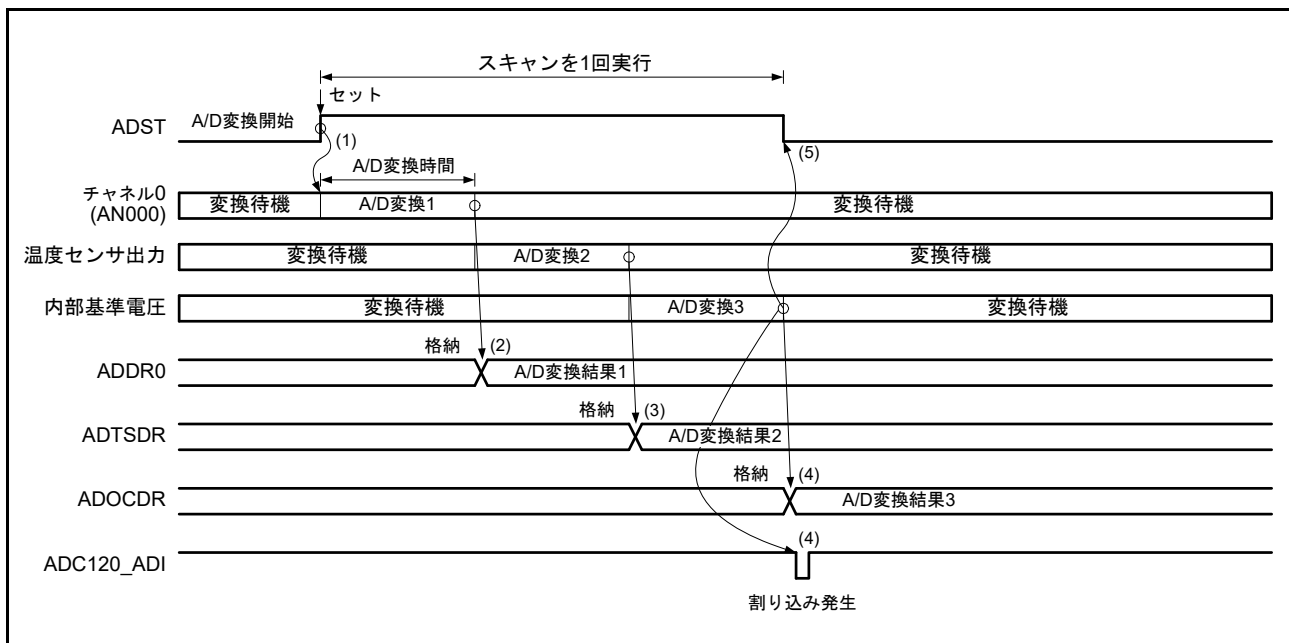 スキャンを1回実行
セット
ADST
A/D変換開始
(1)
(5)
A/D変換時間
チャネル0
(AN000)
変換待機
A/D変換1
変換待機
温度センサ出力
変換待機
A/D変換2
変換待機
内部基準電圧
変換待機
A/D変換3
変換待機
格納
(2)
ADDR0
A/D変換結果1
格納
(3)
ADTSDR
A/D変換結果2
格納
(4)
ADOCDR
A/D変換結果3
(4)
ADC120_ADI
割り込み発生